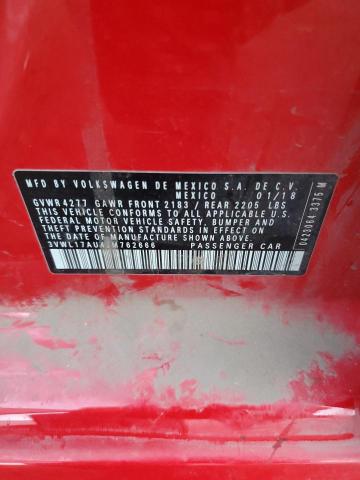 MFD BY VOLKSWAGEN DE MEXICO S.A. DE C.V.
MEXICO 01/18
GVWR 4277 GAWR FRONT 2183 / REAR 2205 LBS
THIS VEHICLE CONFORMS TO ALL APPLICABLE U.S.
FEDERAL MOTOR VEHICLE SAFETY, BUMPER AND
THEFT PREVENTION STANDARDS IN EFFECT ON THE
DATE OF MANUFACTURE SHOWN ABOVE.
PASSENGER CAR